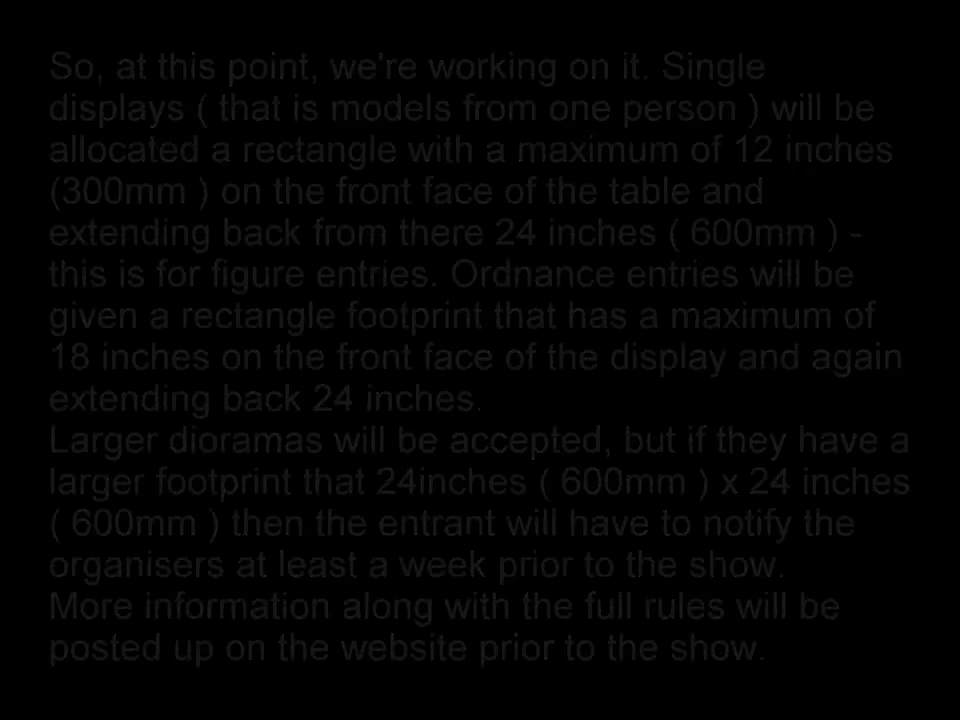 So, at this point, we're working on it. Single
displays ( that is models from one person ) will be
allocated a rectangle with a maximum of 12 inches
(300mm ) on the front face of the table and
extending back from there 24 inches ( 600mm ) -
this is for figure entries. Ordnance entries will be
given a rectangle footprint that has a maximum of
18 inches on the front face of the display and again
extending back 24 inches.
Larger dioramas will be accepted, but if they have a
larger footprint that 24inches ( 600mm ) x 24 inches
( 600mm ) then the entrant will have to notify the
organisers at least a week prior to the show.
More information along with the full rules will be
posted up on the website prior to the show.